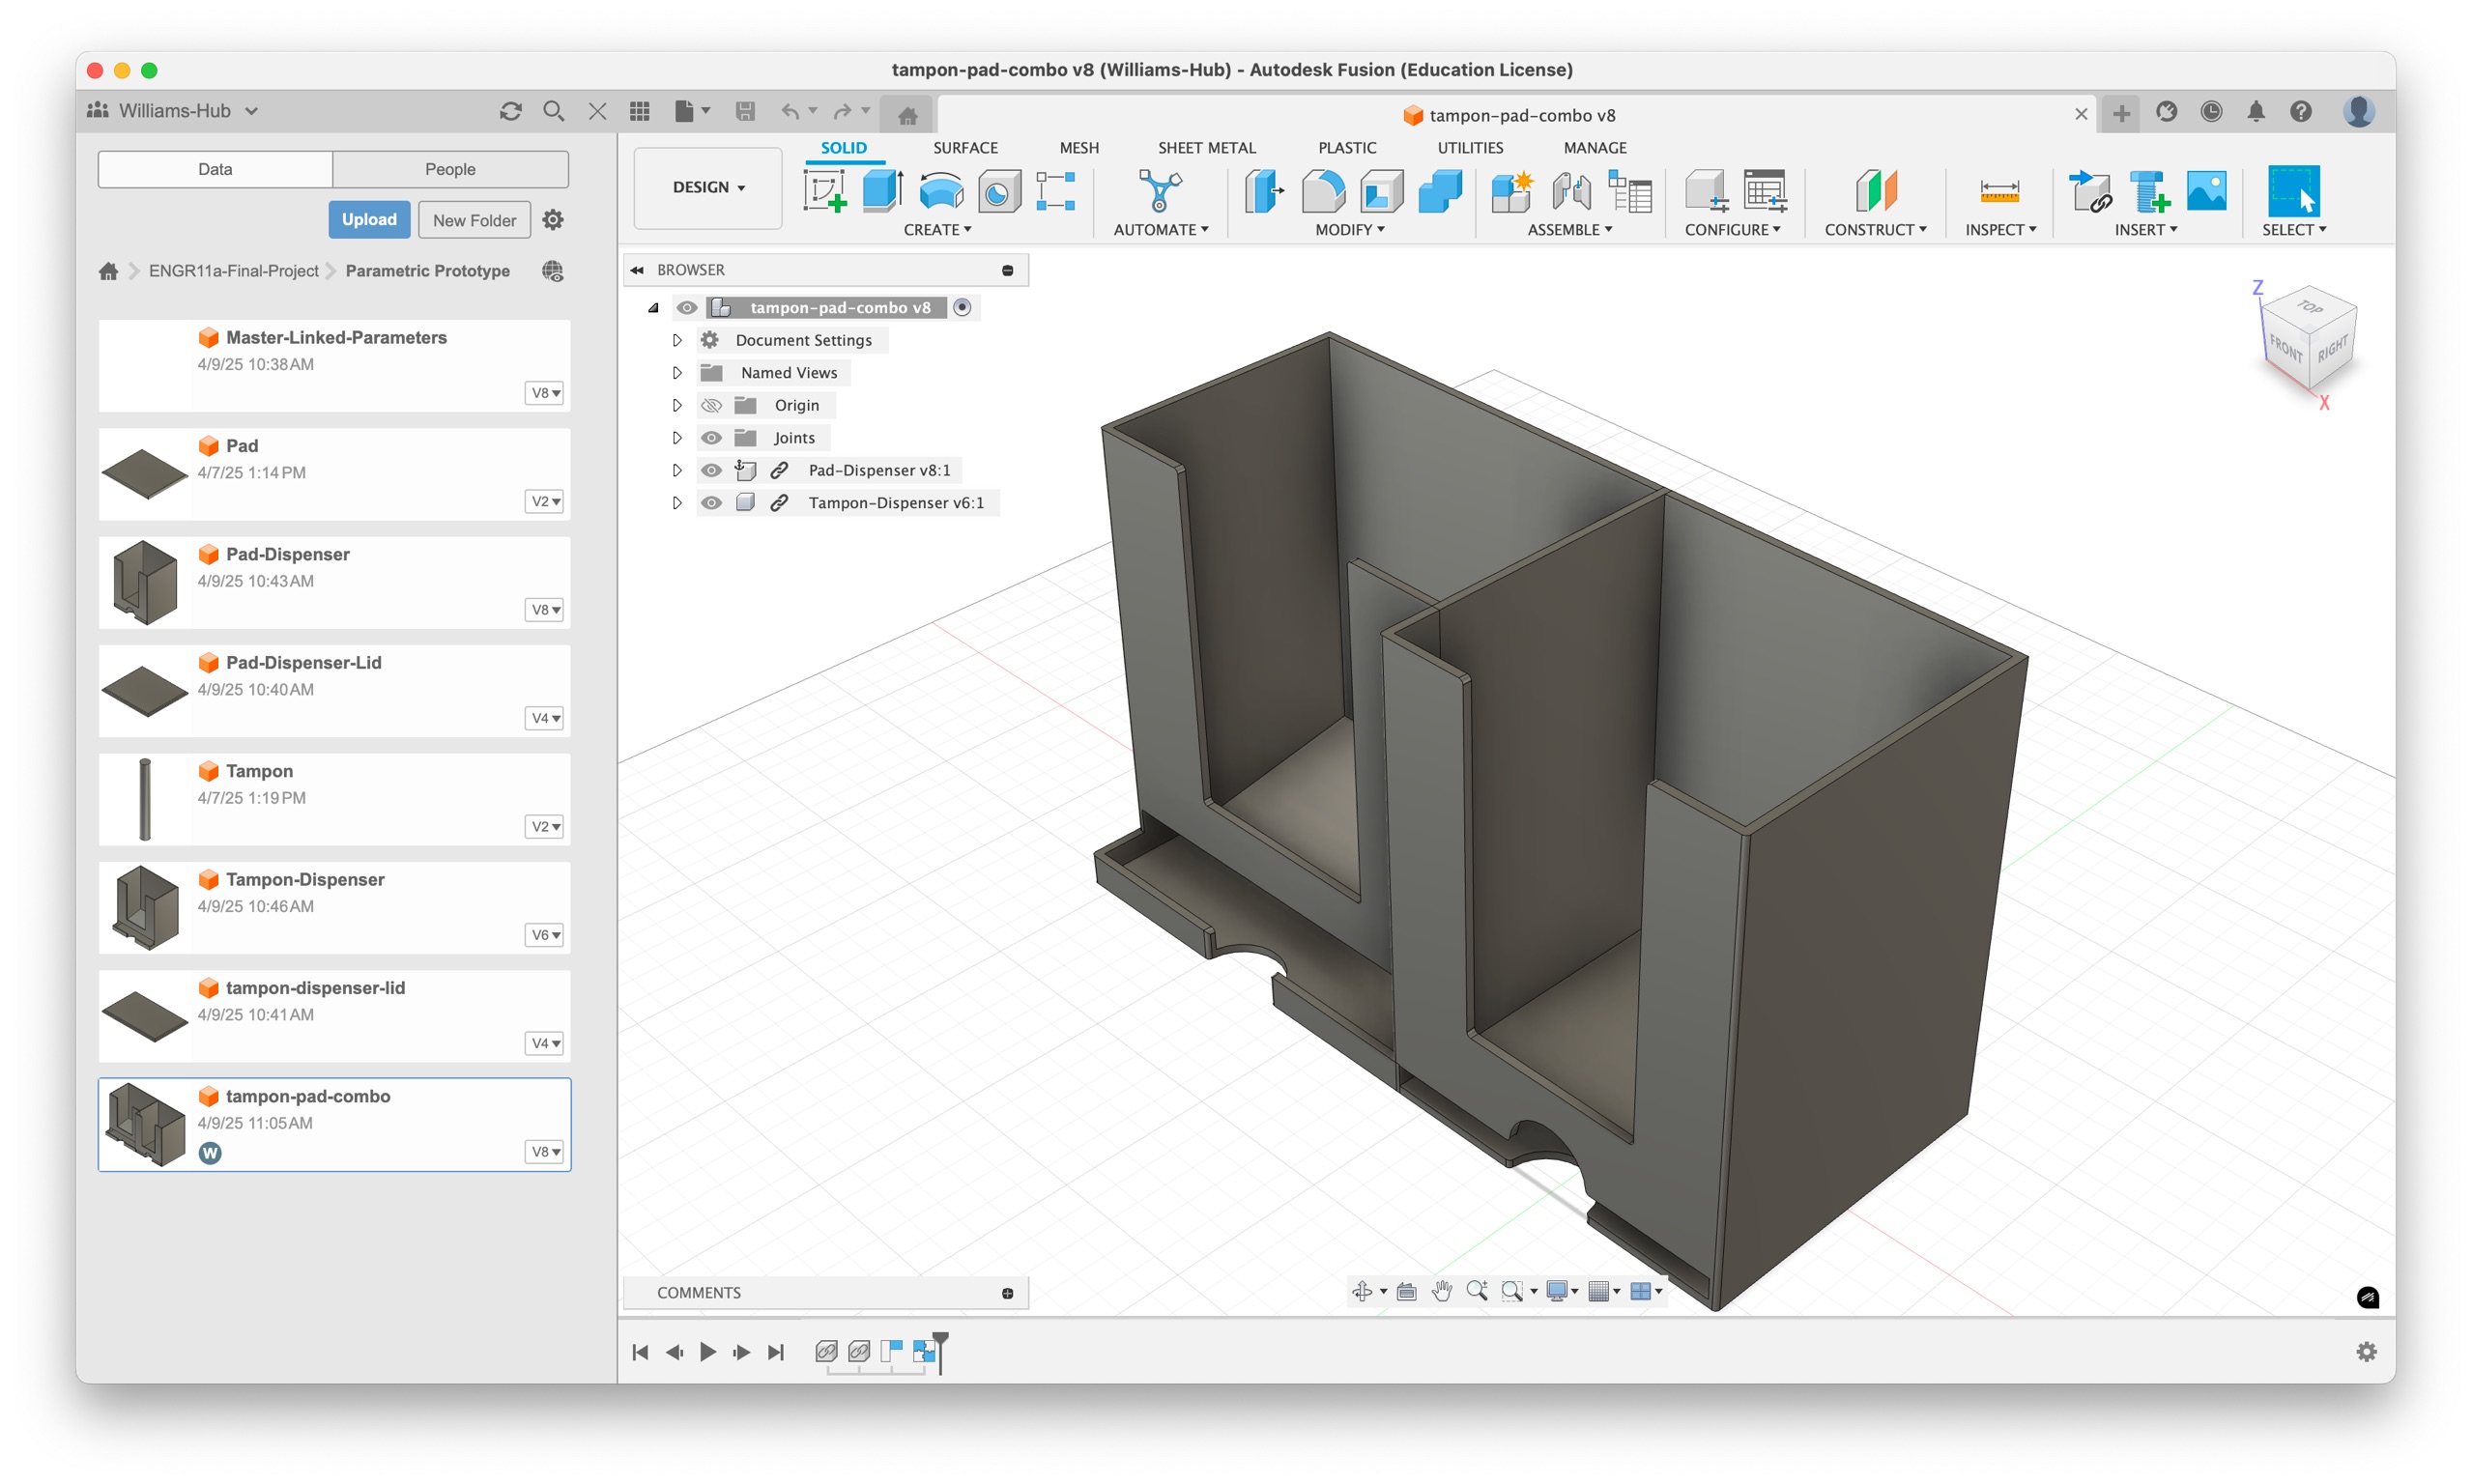 tampon-pad-combo v8 (Williams-Hub) - Autodesk Fusion (Education License)
Williams-Hub
tampon-pad-combo v8
Data
People
Upload
New Folder
ENGR11a-Final-Project
Parametric Prototype
Master-Linked-Parameters
4/9/25 10:38 AM
V8
Pad
4/7/25 1:14 PM
V2
Pad-Dispenser
4/9/25 10:43 AM
V8
Pad-Dispenser-Lid
4/9/25 10:40 AM
V4
Tampon
4/7/25 1:19 PM
V2
Tampon-Dispenser
4/9/25 10:46 AM
V6
tampon-dispenser-lid
4/9/25 10:41 AM
V4
tampon-pad-combo
4/9/25 11:05 AM
W
V8
DESIGN
SOLID
SURFACE
MESH
SHEET METAL
PLASTIC
UTILITIES
MANAGE
CREATE
AUTOMATE
MODIFY
ASSEMBLE
CONFIGURE
CONSTRUCT
INSPECT
INSERT
SELECT
BROWSER
tampon-pad-combo v8
Document Settings
Named Views
Origin
Joints
Pad-Dispenser v8:1
Tampon-Dispenser v6:1
Z
TOP
FRONT
RIGHT
X
COMMENTS